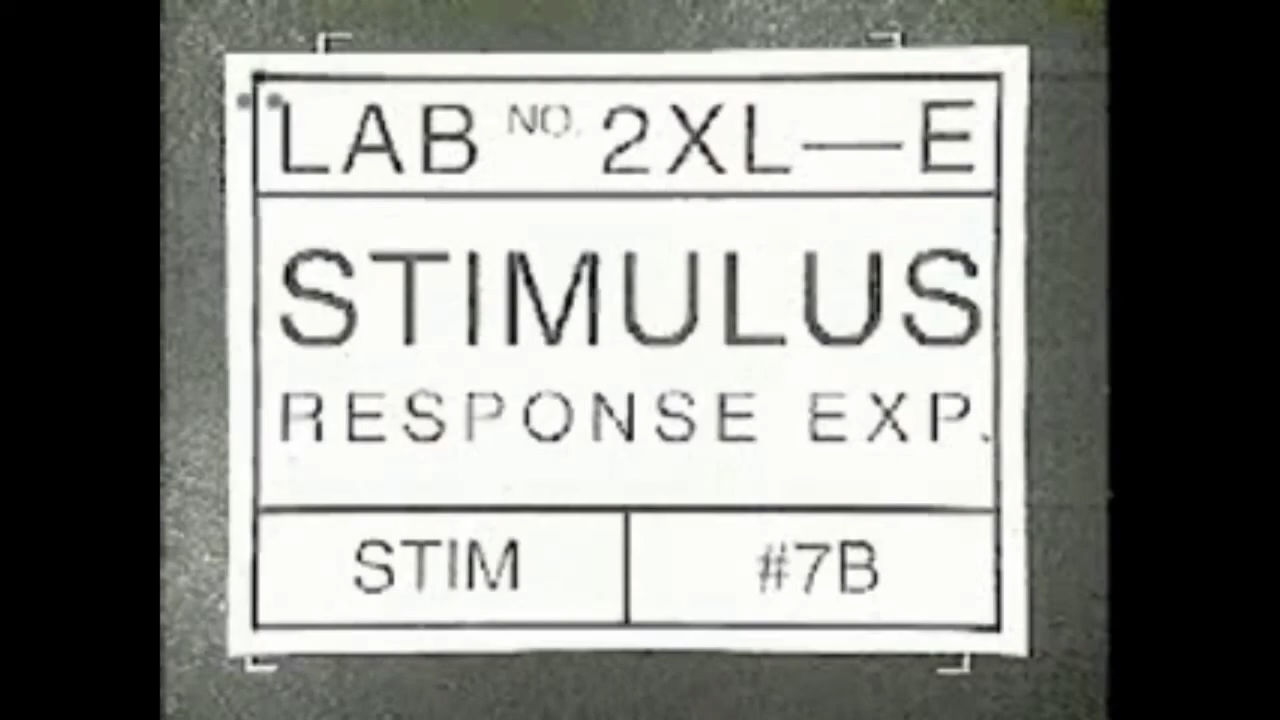 LAB NO. 2XL—E
STIMULUS
RESPONSE EXP.
STIM #7B